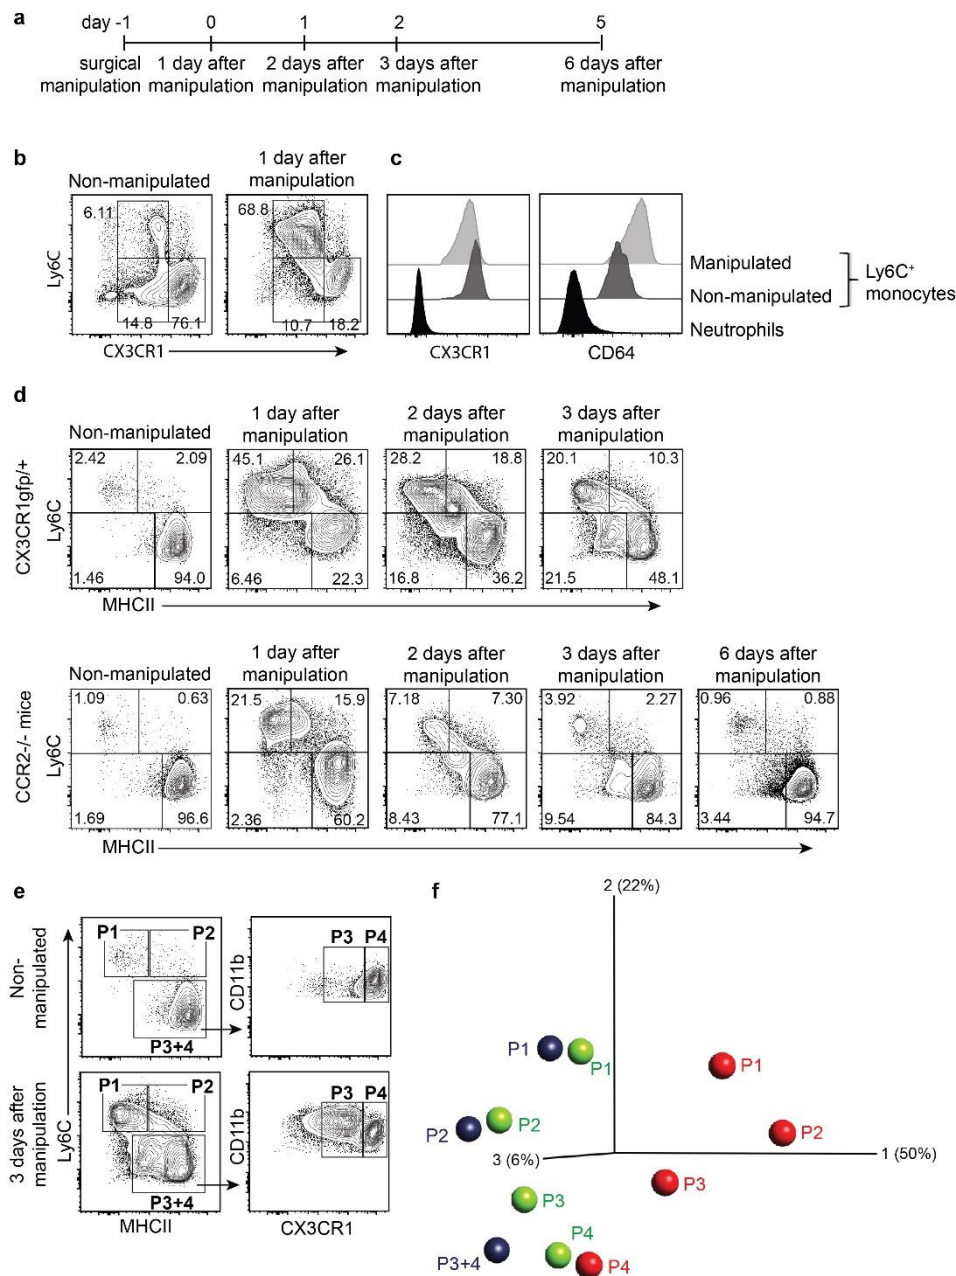 a
day -1 0 1 2 5
surgical manipulation 1 day after manipulation 2 days after manipulation 3 days after manipulation 6 days after manipulation
b
Non-manipulated
1 day after manipulation
6.11
14.8 76.1
68.8
10.7 18.2
Ly6C
CX3CR1
c
CX3CR1
CD64
Manipulated
Non-manipulated
Neutrophils
Ly6C+ monocytes
d
CX3CR1gfp/+
Ly6C
Non-manipulated
2.42 2.09
1.46 94.0
1 day after manipulation
45.1 26.1
6.46 22.3
2 days after manipulation
28.2 18.8
16.8 36.2
3 days after manipulation
20.1 10.3
21.5 48.1
MHCII
CCR2-/- mice
Ly6C
Non-manipulated
1.09 0.63
1.69 96.6
1 day after manipulation
21.5 15.9
2.36 60.2
2 days after manipulation
7.18 7.30
8.43 77.1
3 days after manipulation
3.92 2.27
9.54 84.3
6 days after manipulation
0.96 0.88
3.44 94.7
MHCII
e
Non-manipulated
P1 P2
P3+4
P3 P4
CD11b
3 days after manipulation
Ly6C
P1 P2
P3+4
P3 P4
CD11b
MHCII
CX3CR1
f
2 (22%)
P1
P1
P1
P2
P2
P2
3 (6%)
1 (50%)
P3
P3
P3+4
P4
P4